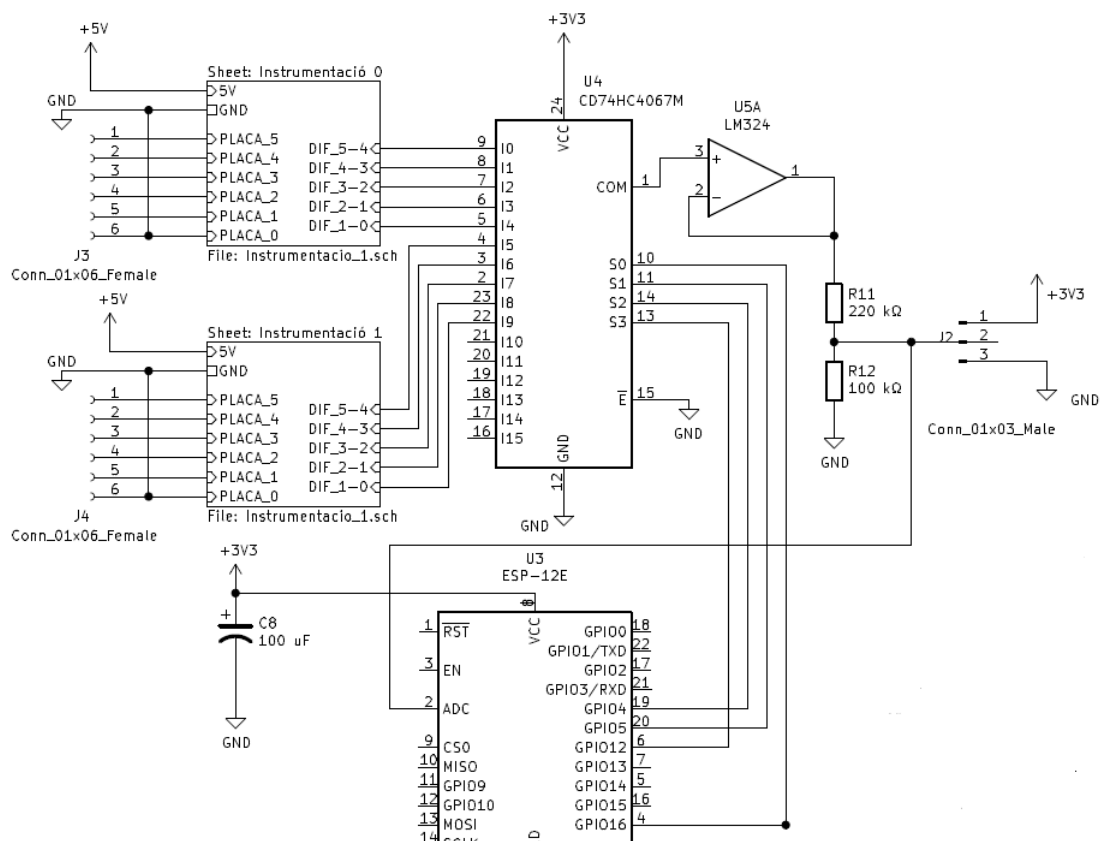 +5V
Sheet: Instrumentació 0
5V
GND
GND
1 PLACA_5
2 PLACA_4
3 PLACA_3
4 PLACA_2
5 PLACA_1
6 PLACA_0
DIF_5-4
DIF_4-3
DIF_3-2
DIF_2-1
DIF_1-0
J3
Conn_01x06_Female
File: Instrumentacio_1.sch
+5V
Sheet: Instrumentació 1
5V
GND
GND
1 PLACA_5
2 PLACA_4
3 PLACA_3
4 PLACA_2
5 PLACA_1
6 PLACA_0
DIF_5-4
DIF_4-3
DIF_3-2
DIF_2-1
DIF_1-0
J4
Conn_01x06_Female
File: Instrumentacio_1.sch
+3V3
U4
CD74HC4067M
24
VCC
9 I0
8 I1
7 I2
6 I3
5 I4
4 I5
3 I6
2 I7
23 I8
22 I9
21 I10
20 I11
19 I12
18 I13
17 I14
16 I15
COM 1
S0 10
S1 11
S2 14
S3 13
E 15
GND
GND
12
GND
U5A
LM324
3 +
2 −
1
R11
220 kΩ
R12
100 kΩ
GND
+3V3
J2
1
2
3
GND
Conn_01x03_Male
+3V3
+
C8
100 uF
GND
U3
ESP-12E
8
VCC
1 RST
3 EN
2 ADC
9 CS0
10 MISO
11 GPIO9
12 GPIO10
13 MOSI
14
GPIO0 18
GPIO1/TXD 22
GPIO2 17
GPIO3/RXD 21
GPIO4 19
GPIO5 20
GPIO12 6
GPIO13 7
GPIO14 5
GPIO15 16
GPIO16 4